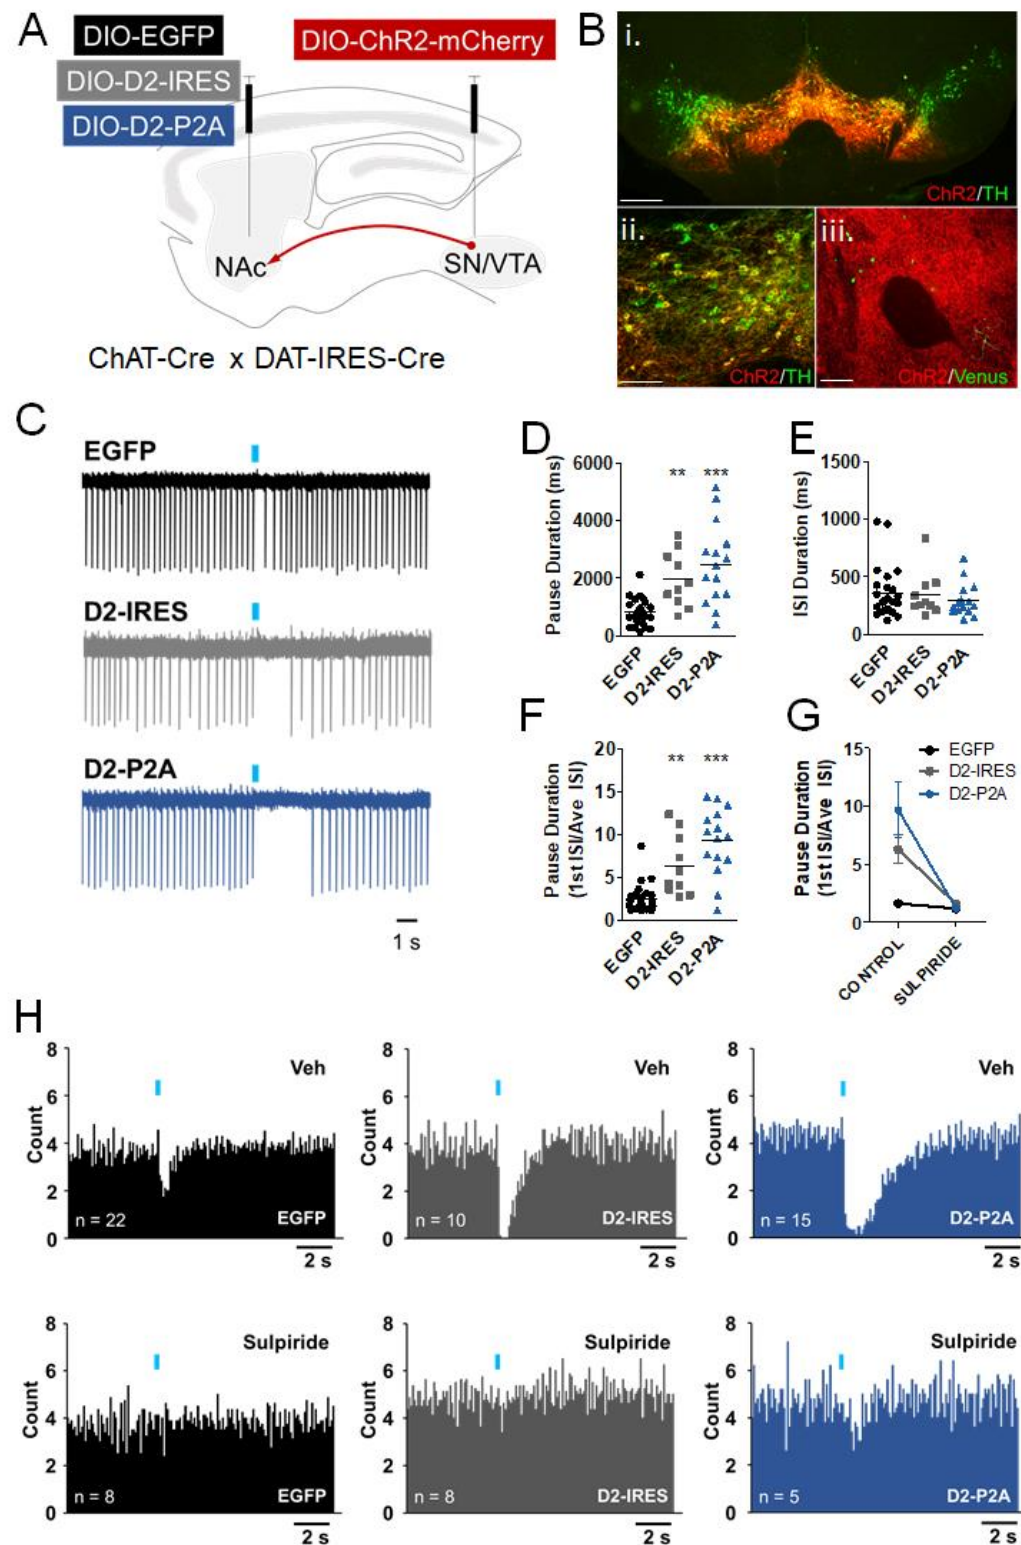 A
DIO-EGFP
DIO-D2-IRES
DIO-D2-P2A
DIO-ChR2-mCherry
NAc
SN/VTA
ChAT-Cre x DAT-IRES-Cre
B
i.
ChR2/TH
ii.
ChR2/TH
iii.
ChR2/Venus
C
EGFP
D2-IRES
D2-P2A
1 s
D
Pause Duration (ms)
6000
4000
2000
0
**
***
EGFP
D2-IRES
D2-P2A
E
ISI Duration (ms)
1500
1000
500
0
EGFP
D2-IRES
D2-P2A
F
Pause Duration
(1st ISI/Ave ISI)
20
15
10
5
0
**
***
EGFP
D2-IRES
D2-P2A
G
Pause Duration
(1st ISI/Ave ISI)
15
10
5
0
EGFP
D2-IRES
D2-P2A
CONTROL
SULPIRIDE
H
Count
8
6
4
2
0
Veh
n = 22
EGFP
2 s
Count
8
6
4
2
0
Veh
n = 10
D2-IRES
2 s
Count
8
6
4
2
0
Veh
n = 15
D2-P2A
2 s
Count
8
6
4
2
0
Sulpiride
n = 8
EGFP
2 s
Count
8
6
4
2
0
Sulpiride
n = 8
D2-IRES
2 s
Count
8
6
4
2
0
Sulpiride
n = 5
D2-P2A
2 s